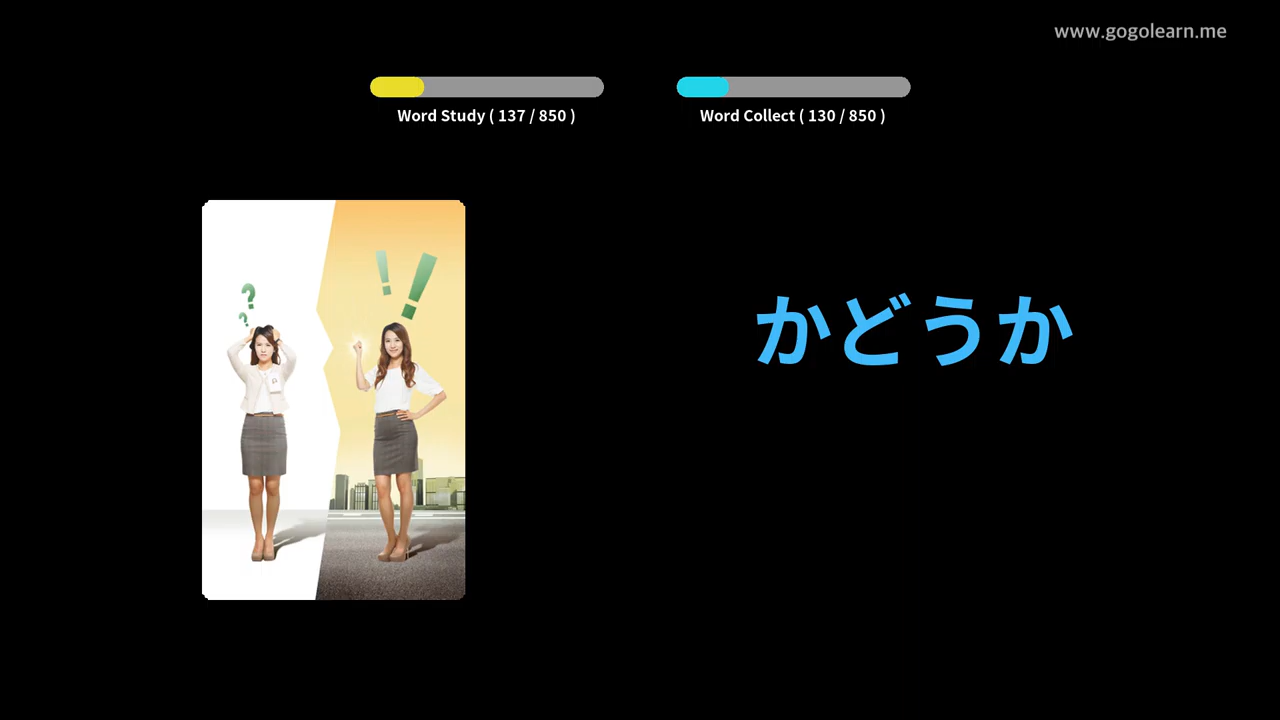 www.gogolearn.me
Word Study ( 137 / 850 )
Word Collect ( 130 / 850 )
? ?
! !
かどうか